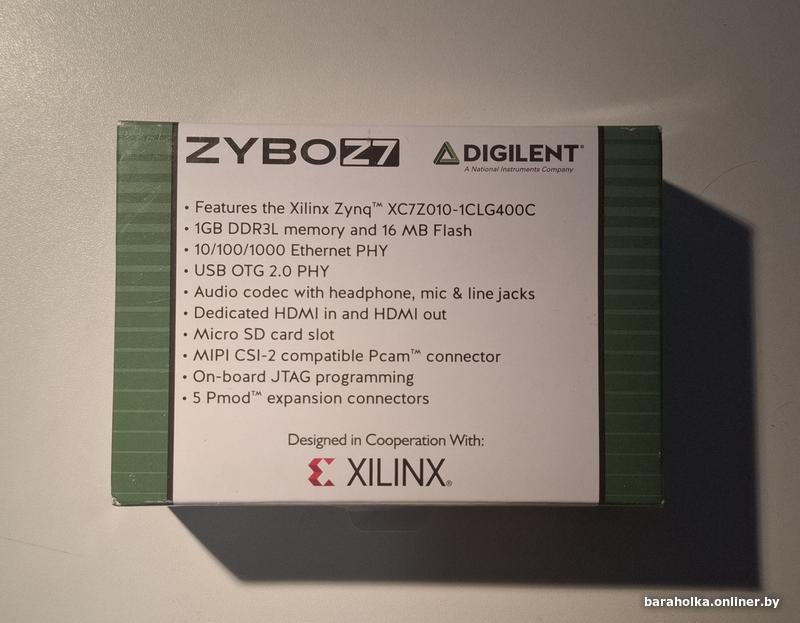 ZYBO Z7
DIGILENT®
A National Instruments Company
• Features the Xilinx Zynq™ XC7Z010-1CLG400C
• 1GB DDR3L memory and 16 MB Flash
• 10/100/1000 Ethernet PHY
• USB OTG 2.0 PHY
• Audio codec with headphone, mic & line jacks
• Dedicated HDMI in and HDMI out
• Micro SD card slot
• MIPI CSI-2 compatible Pcam™ connector
• On-board JTAG programming
• 5 Pmod™ expansion connectors
Designed in Cooperation With:
XILINX®
baraholka.onliner.by